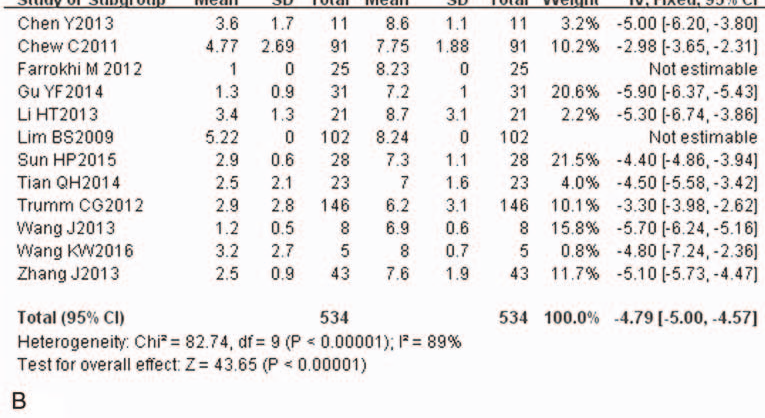 Study or Subgroup Mean SD Total Mean SD Total Weight IV, Fixed, 95% CI
Chen Y2013 3.6 1.7 11 8.6 1.1 11 3.2% -5.00 [-6.20, -3.80]
Chew C2011 4.77 2.69 91 7.75 1.88 91 10.2% -2.98 [-3.65, -2.31]
Farrokhi M 2012 1 0 25 8.23 0 25 Not estimable
Gu YF2014 1.3 0.9 31 7.2 1 31 20.6% -5.90 [-6.37, -5.43]
Li HT2013 3.4 1.3 21 8.7 3.1 21 2.2% -5.30 [-6.74, -3.86]
Lim BS2009 5.22 0 102 8.24 0 102 Not estimable
Sun HP2015 2.9 0.6 28 7.3 1.1 28 21.5% -4.40 [-4.86, -3.94]
Tian QH2014 2.5 2.1 23 7 1.6 23 4.0% -4.50 [-5.58, -3.42]
Trumm CG2012 2.9 2.8 146 6.2 3.1 146 10.1% -3.30 [-3.98, -2.62]
Wang J2013 1.2 0.5 8 6.9 0.6 8 15.8% -5.70 [-6.24, -5.16]
Wang KW2016 3.2 2.7 5 8 0.7 5 0.8% -4.80 [-7.24, -2.36]
Zhang J2013 2.5 0.9 43 7.6 1.9 43 11.7% -5.10 [-5.73, -4.47]
Total (95% CI) 534 534 100.0% -4.79 [-5.00, -4.57]
Heterogeneity: Chi² = 82.74, df = 9 (P < 0.00001); I² = 89%
Test for overall effect: Z = 43.65 (P < 0.00001)
B